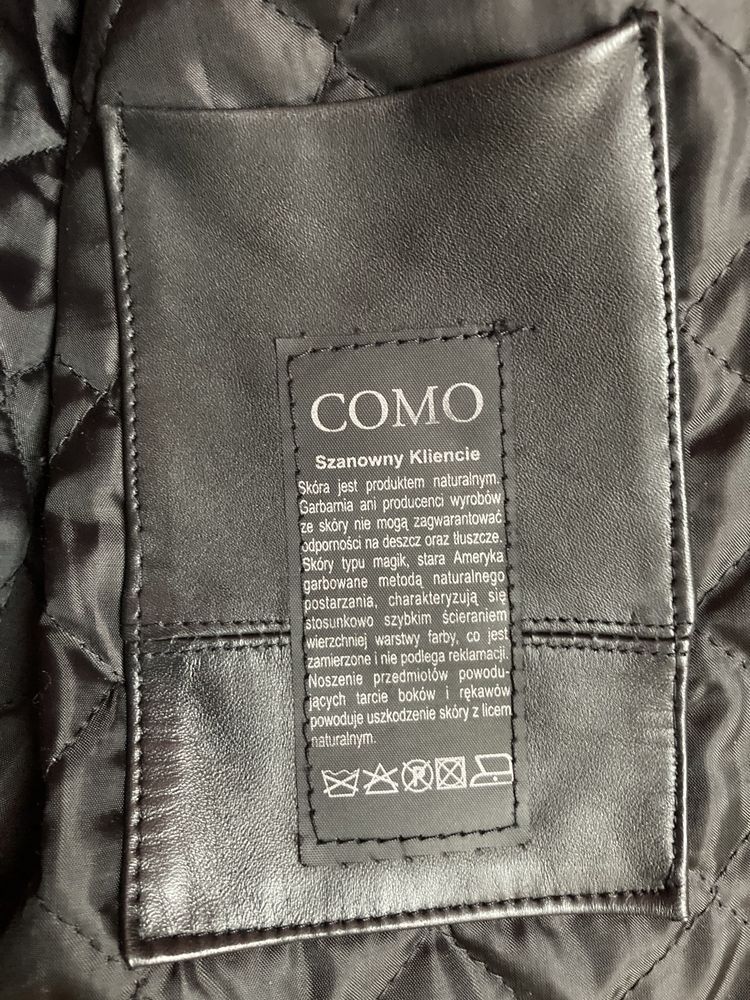 COMO
Szanowny Kliencie
Skóra jest produktem naturalnym.
Garbarnia ani producenci wyrobów
ze skóry nie mogą zagwarantować
odporności na deszcz oraz tłuszcze.
Skóry typu magik, stara Ameryka
garbowane metodą naturalnego
postarzania, charakteryzują się
stosunkowo szybkim ścieraniem
wierzchniej warstwy farby, co jest
zamierzone i nie podlega reklamacji.
Noszenie przedmiotów powodu-
jących tarcie boków i rękawów
powoduje uszkodzenie skóry z licem
naturalnym.